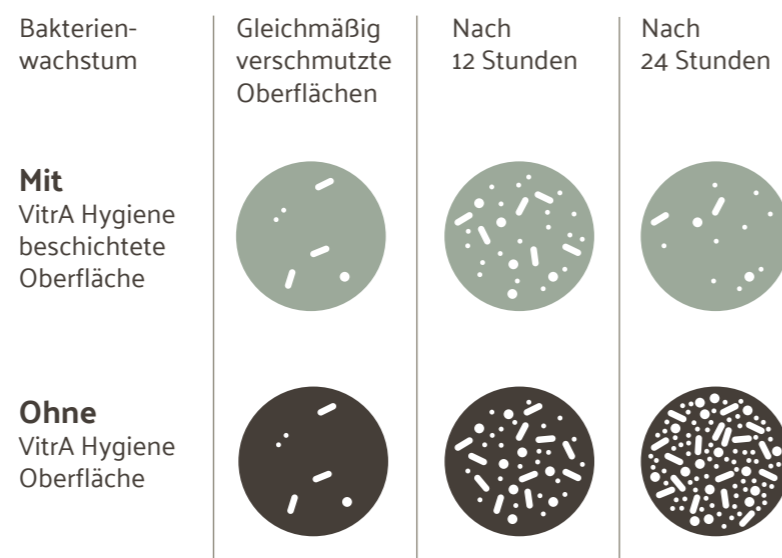 Bakterien-
wachstum
Gleichmäßig
verschmutzte
Oberflächen
Nach
12 Stunden
Nach
24 Stunden
Mit
VitrA Hygiene
beschichtete
Oberfläche
Ohne
VitrA Hygiene
Oberfläche